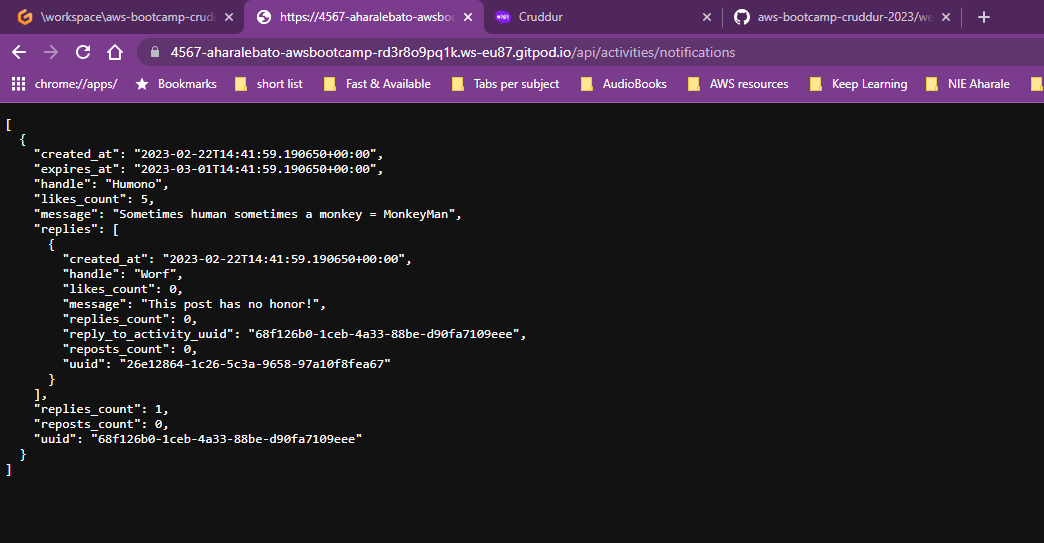 \workspace\aws-bootcamp-crudd
https://4567-aharalebato-awsboo
Cruddur
aws-bootcamp-cruddur-2023/we
4567-aharalebato-awsbootcamp-rd3r8o9pq1k.ws-eu87.gitpod.io/api/activities/notifications
chrome://apps/ Bookmarks short list Fast & Available Tabs per subject AudioBooks AWS resources Keep Learning NIE Aharale
[
  {
    "created_at": "2023-02-22T14:41:59.190650+00:00",
    "expires_at": "2023-03-01T14:41:59.190650+00:00",
    "handle": "Humono",
    "likes_count": 5,
    "message": "Sometimes human sometimes a monkey = MonkeyMan",
    "replies": [
      {
        "created_at": "2023-02-22T14:41:59.190650+00:00",
        "handle": "Worf",
        "likes_count": 0,
        "message": "This post has no honor!",
        "replies_count": 0,
        "reply_to_activity_uuid": "68f126b0-1ceb-4a33-88be-d90fa7109eee",
        "reposts_count": 0,
        "uuid": "26e12864-1c26-5c3a-9658-97a10f8fea67"
      }
    ],
    "replies_count": 1,
    "reposts_count": 0,
    "uuid": "68f126b0-1ceb-4a33-88be-d90fa7109eee"
  }
]